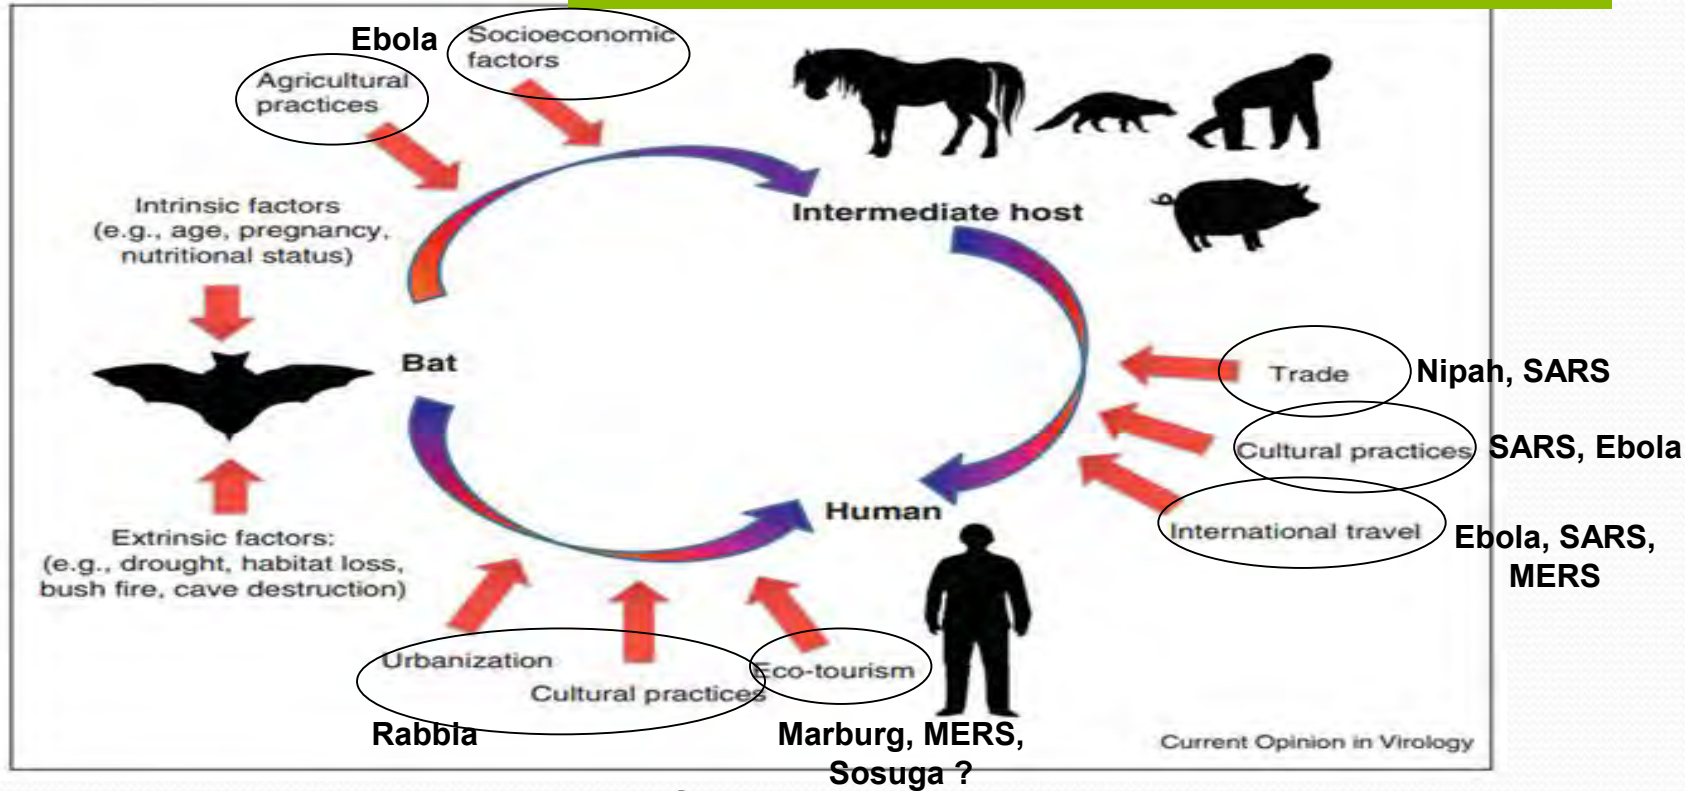 Ebola
Socioeconomic
factors
Agricultural
practices
Intrinsic factors
(e.g., age, pregnancy,
nutritional status)
Intermediate host
Bat
Trade
Nipah, SARS
Cultural practices
SARS, Ebola
International travel
Ebola, SARS,
MERS
Human
Extrinsic factors:
(e.g., drought, habitat loss,
bush fire, cave destruction)
Urbanization
Cultural practices
Eco-tourism
Rabbia
Marburg, MERS,
Sosuga ?
Current Opinion in Virology